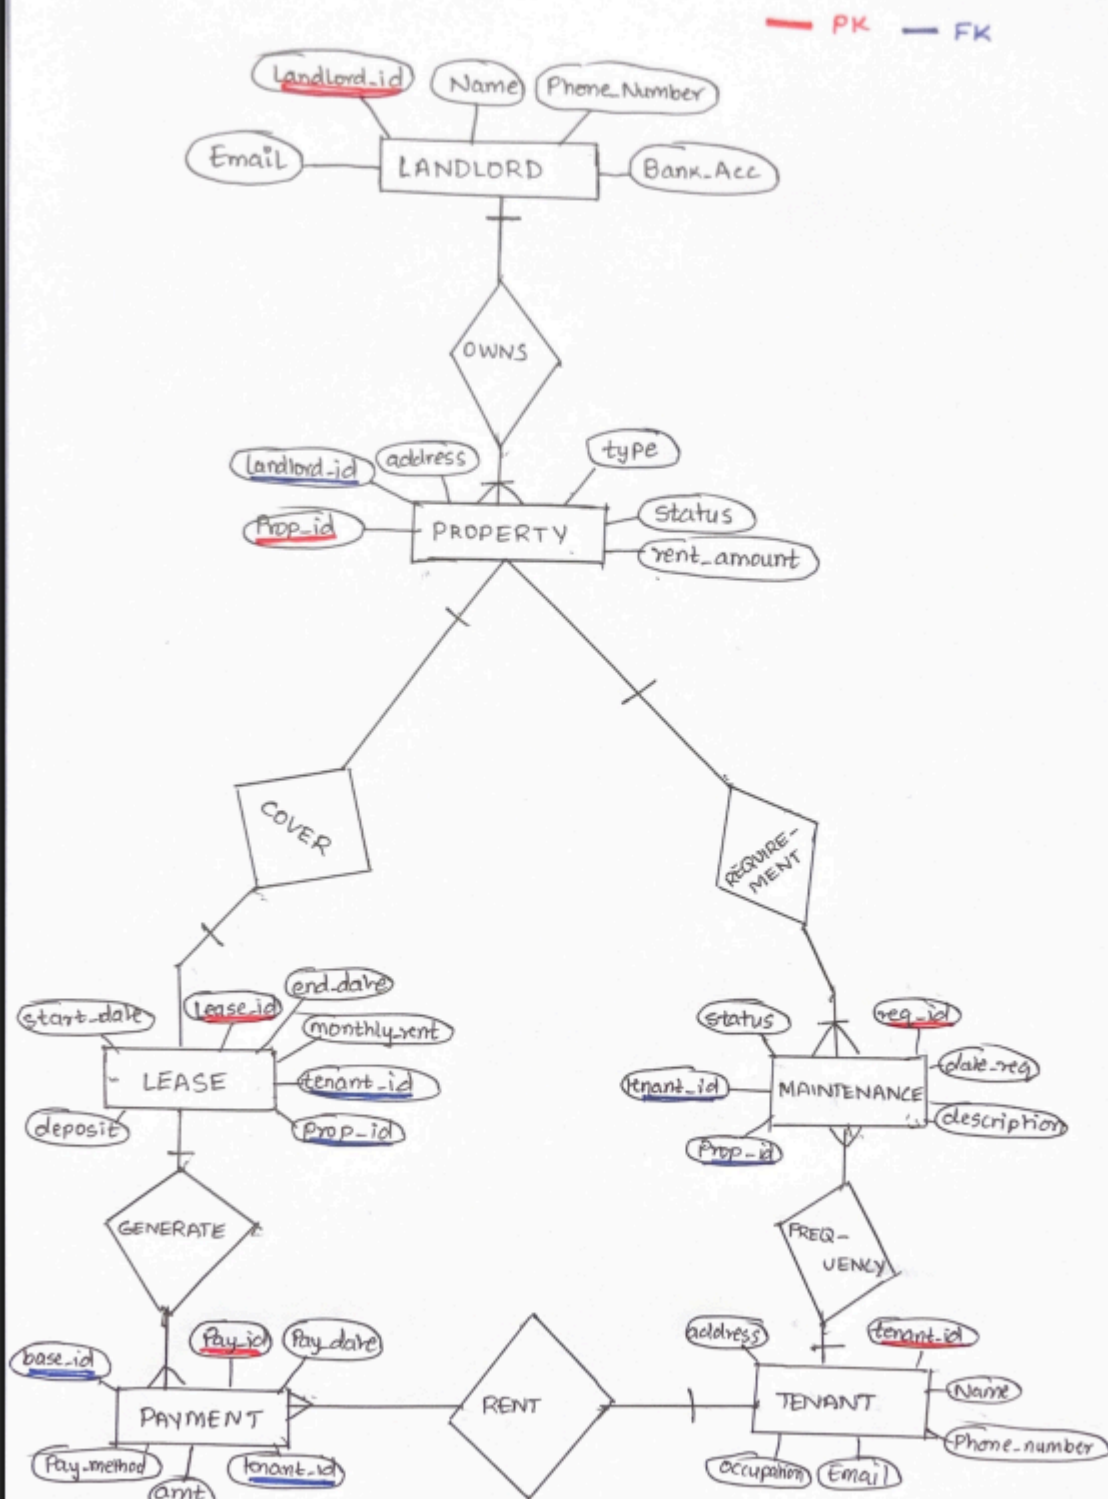 PK FK
Landlord_id Name Phone_Number
Email LANDLORD Bank_Acc
OWNS
landlord_id address type
Prop_id PROPERTY status
rent_amount
COVER
REQUIRE-
MENT
start_date Lease_id end_date
monthly_rent
LEASE tenant_id
deposit Prop_id
status req_id
tenant_id MAINTENANCE date_req
Prop_id description
GENERATE
FREQ-
UENLY
base_id Pay_id Pay_date
PAYMENT
Pay_method amt tenant_id
RENT
address tenant_id
TENANT Name
Phone_number
occupation Email